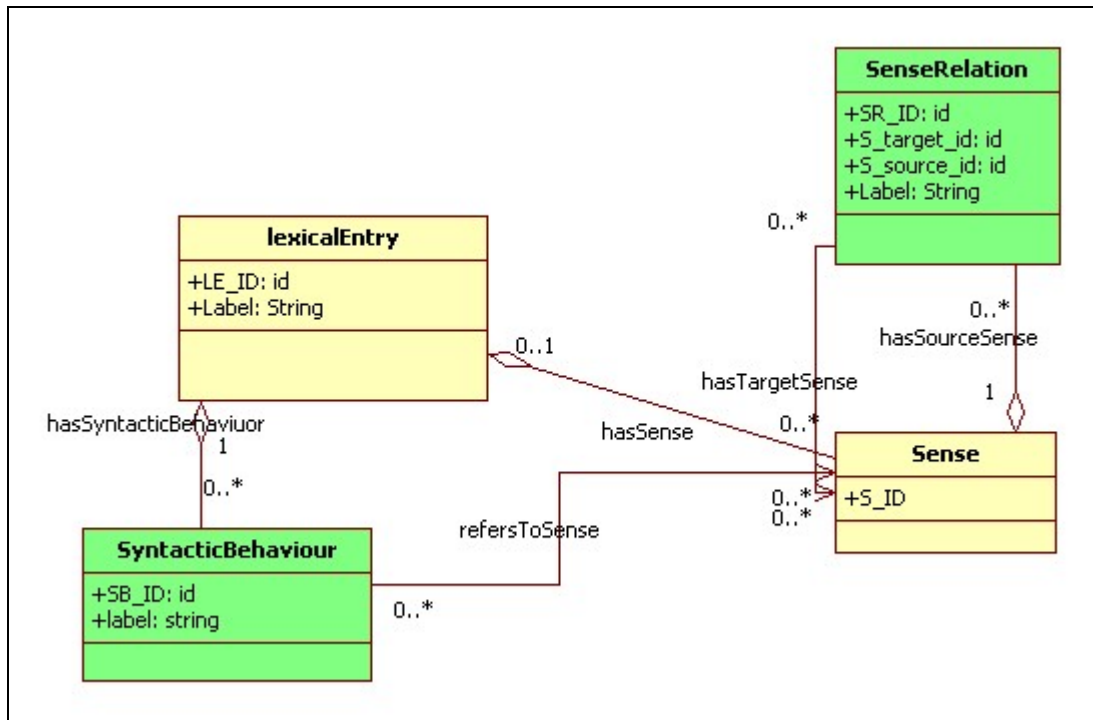 SenseRelation
+SR_ID: id
+S_target_id: id
+S_source_id: id
+Label: String
0..*
lexicalEntry
+LE_ID: id
+Label: String
0..*
hasSourceSense
0..1
hasTargetSense
1
hasSyntacticBehaviuor
1
hasSense
0..*
Sense
+S_ID
0..*
0..*
0..*
refersToSense
SyntacticBehaviour
+SB_ID: id
+label: string
0..*